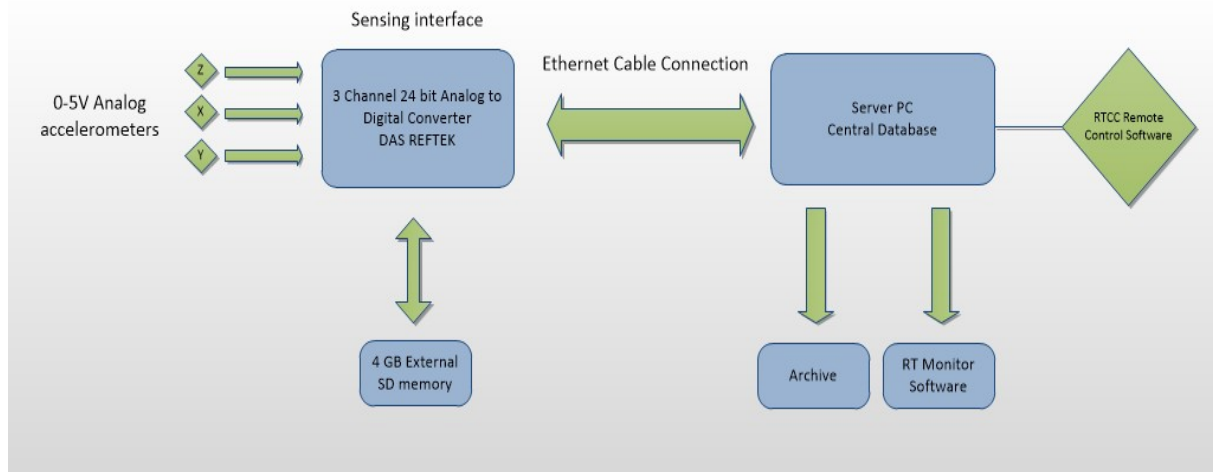 Sensing interface
0-5V Analog
accelerometers
Z
X
Y
3 Channel 24 bit Analog to
Digital Converter
DAS REFTEK
Ethernet Cable Connection
Server PC
Central Database
RTCC Remote
Control Software
4 GB External
SD memory
Archive
RT Monitor
Software